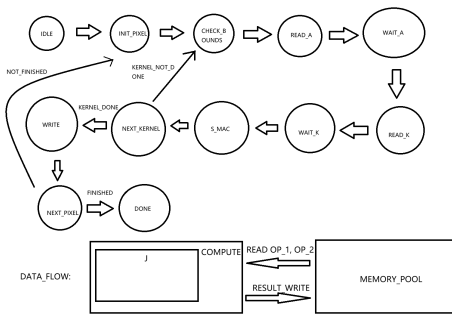 IDLE
INIT_PIXEL
CHECK_B
OUNDS
READ_A
WAIT_A
NOT_FINISHED
KERNEL_NOT_D
ONE
KERNEL_DONE
WRITE
NEXT_KERNEL
S_MAC
WAIT_K
READ_K
NEXT_PIXEL
FINISHED
DONE
DATA_FLOW:
J
COMPUTE
READ OP_1, OP_2
RESULT_WRITE
MEMORY_POOL